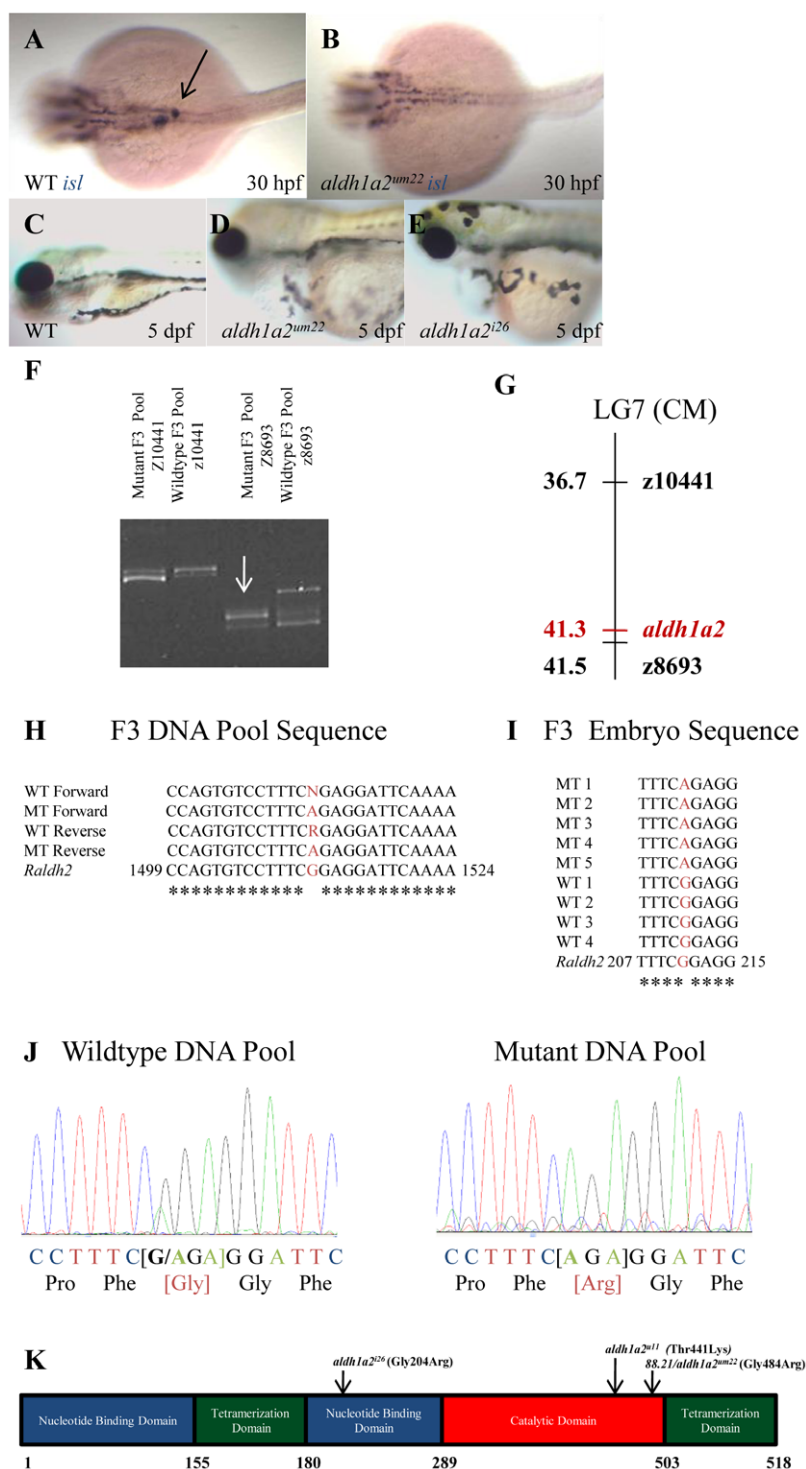 A
WT isl
30 hpf
B
aldh1a2um22 isl
30 hpf
C
WT
5 dpf
D
aldh1a2um22
5 dpf
E
aldh1a2i26
5 dpf
F
Mutant F3 Pool
Z10441
Wildtype F3 Pool
z10441
Mutant F3 Pool
Z8693
Wildtype F3 Pool
z8693
G
LG7 (CM)
36.7 z10441
41.3 aldh1a2
41.5 z8693
H F3 DNA Pool Sequence
WT Forward CCAGTGTCCTTTCNGAGGATTCAAAA
MT Forward CCAGTGTCCTTTCAGAGGATTCAAAA
WT Reverse CCAGTGTCCTTTCRGAGGATTCAAAA
MT Reverse CCAGTGTCCTTTCAGAGGATTCAAAA
Raldh2 1499 CCAGTGTCCTTTCGGAGGATTCAAAA 1524
************ ************
I F3 Embryo Sequence
MT 1 TTTCAGAGG
MT 2 TTTCAGAGG
MT 3 TTTCAGAGG
MT 4 TTTCAGAGG
MT 5 TTTCAGAGG
WT 1 TTTCGGAGG
WT 2 TTTCGGAGG
WT 3 TTTCGGAGG
WT 4 TTTCGGAGG
Raldh2 207 TTTCGGAGG 215
**** ****
J Wildtype DNA Pool
C C T T T C [G/A G A] G G A T T C
Pro Phe [Gly] Gly Phe
Mutant DNA Pool
C C T T T C [A G A] G G A T T C
Pro Phe [Arg] Gly Phe
K
aldh1a2i26 (Gly204Arg)
aldh1a2u11 (Thr441Lys)
88.21/aldh1a2um22 (Gly484Arg)
Nucleotide Binding Domain
Tetramerization
Domain
Nucleotide Binding
Domain
Catalytic Domain
Tetramerization
Domain
1 155 180 289 503 518